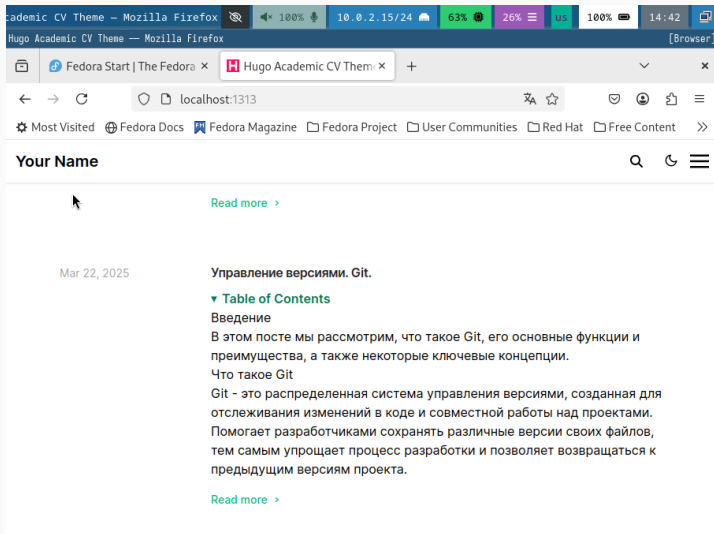 cademic CV Theme — Mozilla Firefox 100% 10.0.2.15/24 63% 26% us 100% 14:42
Hugo Academic CV Theme — Mozilla Firefox [Browser]
Fedora Start | The Fedora × Hugo Academic CV Them × +
localhost:1313
Most Visited Fedora Docs Fedora Magazine Fedora Project User Communities Red Hat Free Content
Your Name
Read more
Mar 22, 2025 Управление версиями. Git.
Table of Contents
Введение
В этом посте мы рассмотрим, что такое Git, его основные функции и
преимущества, а также некоторые ключевые концепции.
Что такое Git
Git - это распределенная система управления версиями, созданная для
отслеживания изменений в коде и совместной работы над проектами.
Помогает разработчиками сохранять различные версии своих файлов,
тем самым упрощает процесс разработки и позволяет возвращаться к
предыдущим версиям проекта.
Read more